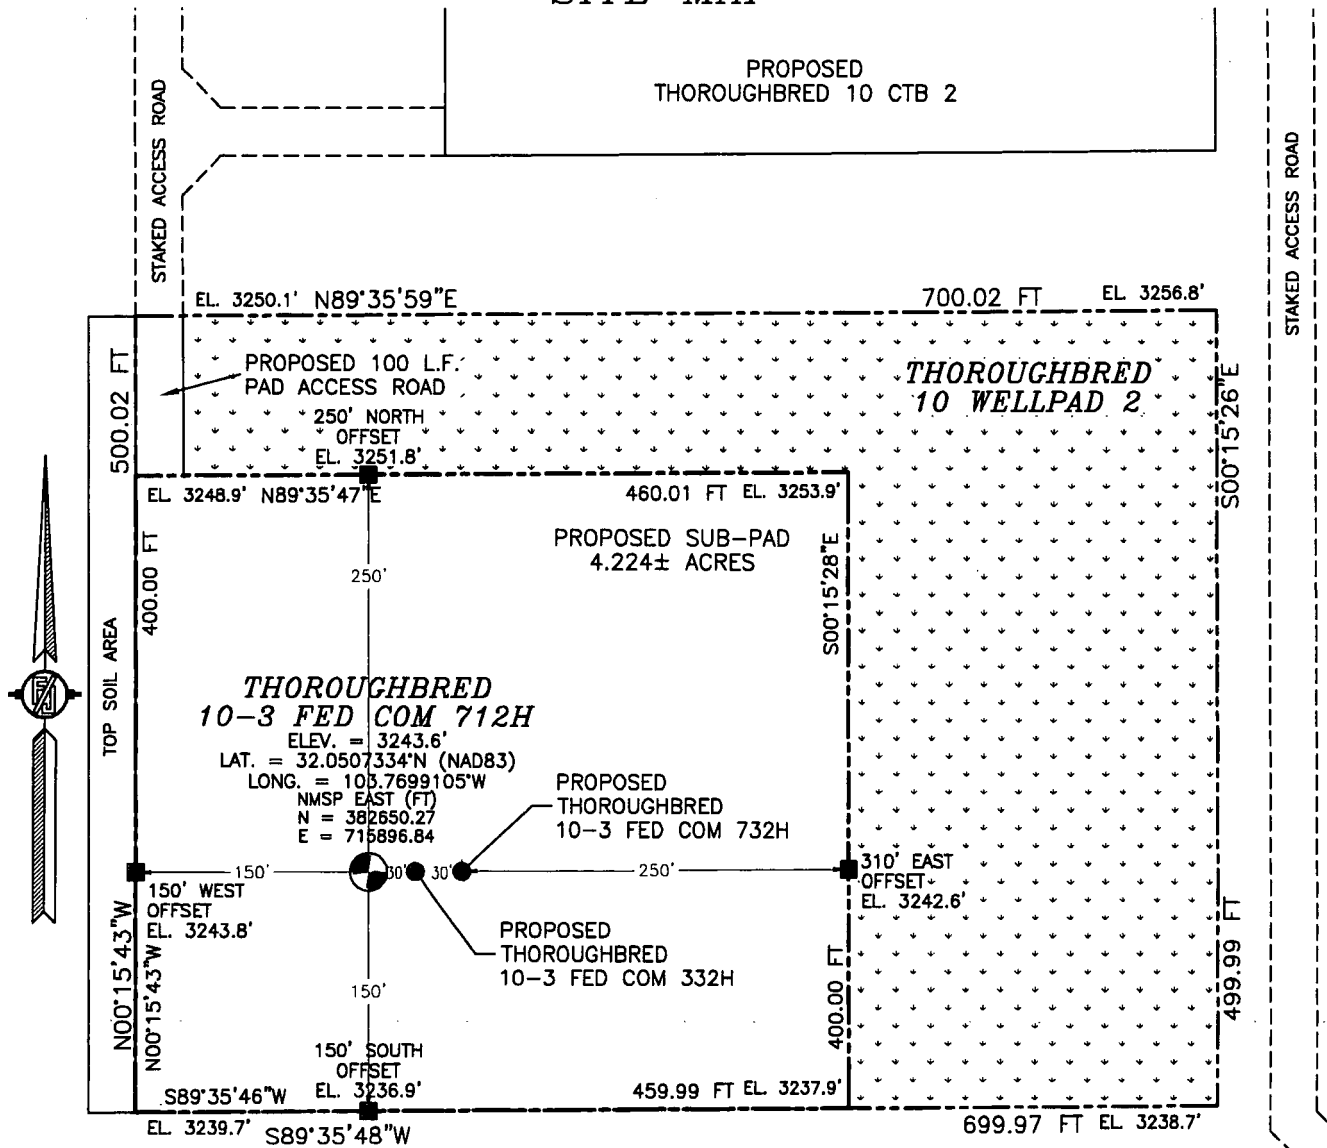 PROPOSED
THOROUGHBRED 10 CTB 2
STAKED ACCESS ROAD
STAKED ACCESS ROAD
EL. 3250.1' N89°35'59"E
700.02 FT
EL. 3256.8'
500.02 FT
PROPOSED 100 L.F.
PAD ACCESS ROAD
THOROUGHBRED
10 WELLPAD 2
S00°15'26"E
250' NORTH
OFFSET
EL. 3251.8'
EL. 3248.9' N89°35'47"E
460.01 FT EL. 3253.9'
400.00 FT
PROPOSED SUB-PAD
4.224± ACRES
250'
S00°15'28"E
TOP SOIL AREA
THOROUGHBRED
10-3 FED COM 712H
ELEV. = 3243.6'
LAT. = 32.0507334°N (NAD83)
LONG. = 103.7699105°W
NMSP EAST (FT)
N = 382650.27
E = 715896.84
PROPOSED
THOROUGHBRED
10-3 FED COM 732H
150'
30'
30'
250'
310' EAST
OFFSET
EL. 3242.6'
150' WEST
OFFSET
EL. 3243.8'
PROPOSED
THOROUGHBRED
10-3 FED COM 332H
N00°15'43"W
N00°15'43"W
150'
400.00 FT
499.99 FT
150' SOUTH
OFFSET
EL. 3236.9'
S89°35'46"W
459.99 FT EL. 3237.9'
EL. 3239.7'
S89°35'48"W
699.97 FT EL. 3238.7'